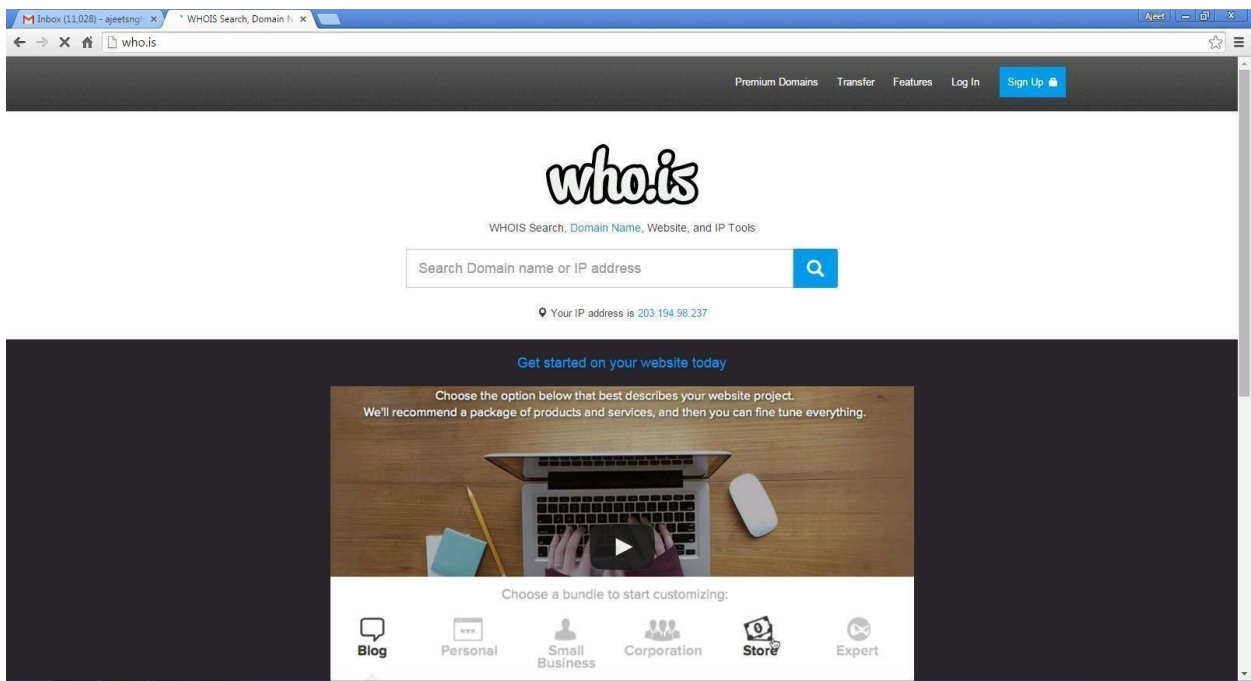 Inbox (11,028) - ajeetsngh
WHOIS Search, Domain N
Ajeet
who.is
Premium Domains Transfer Features Log In Sign Up
who.is
WHOIS Search, Domain Name, Website, and IP Tools
Search Domain name or IP address
Your IP address is 203.194.98.237
Get started on your website today
Choose the option below that best describes your website project.
We'll recommend a package of products and services, and then you can fine tune everything.
Choose a bundle to start customizing:
www.
Blog Personal Small Business Corporation Store Expert